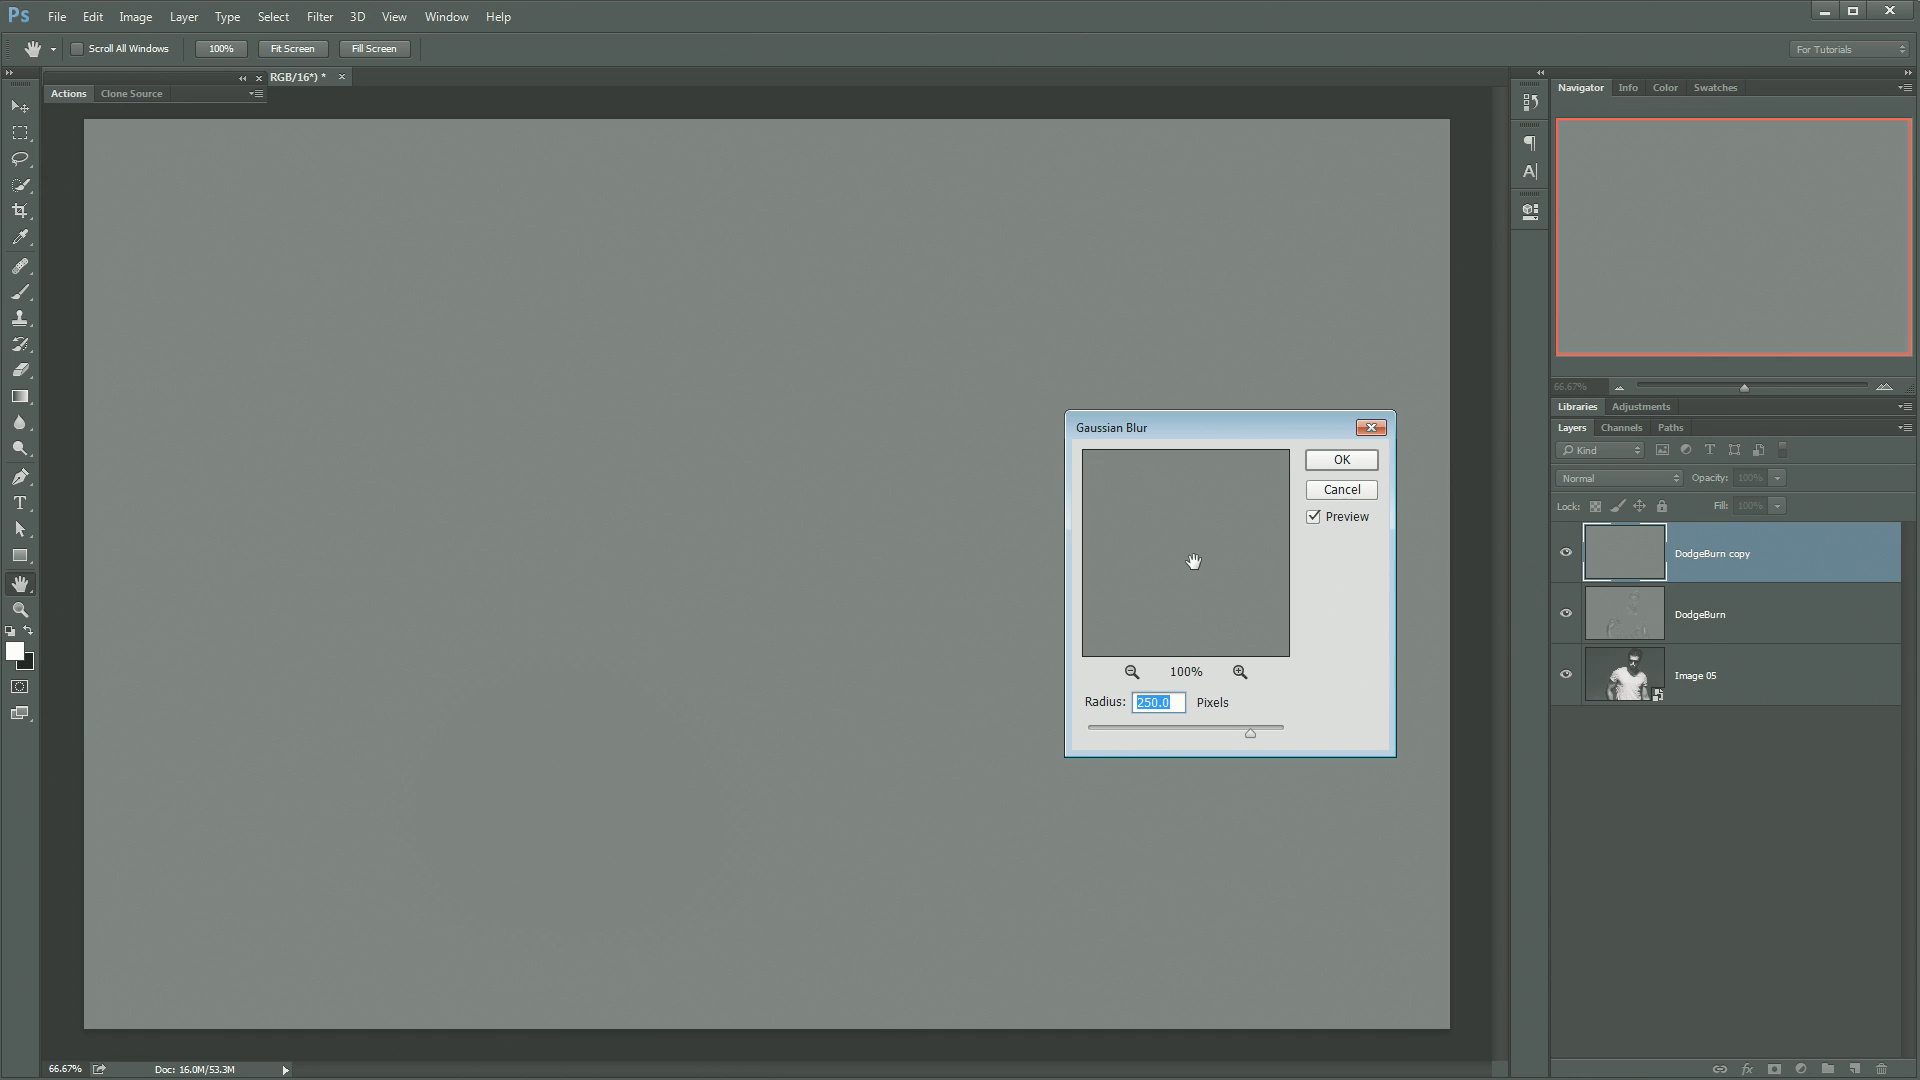 Ps File Edit Image Layer Type Select Filter 3D View Window Help
Scroll All Windows 100% Fit Screen Fill Screen For Tutorials
RGB/16*) *
Actions Clone Source
Navigator Info Color Swatches
66.67%
Libraries Adjustments
Layers Channels Paths
Kind
Normal Opacity: 100%
Lock: Fill: 100%
DodgeBurn copy
DodgeBurn
Image 05
Gaussian Blur
OK
Cancel
Preview
100%
Radius: 250.0 Pixels
66.67% Doc: 16.0M/53.3M